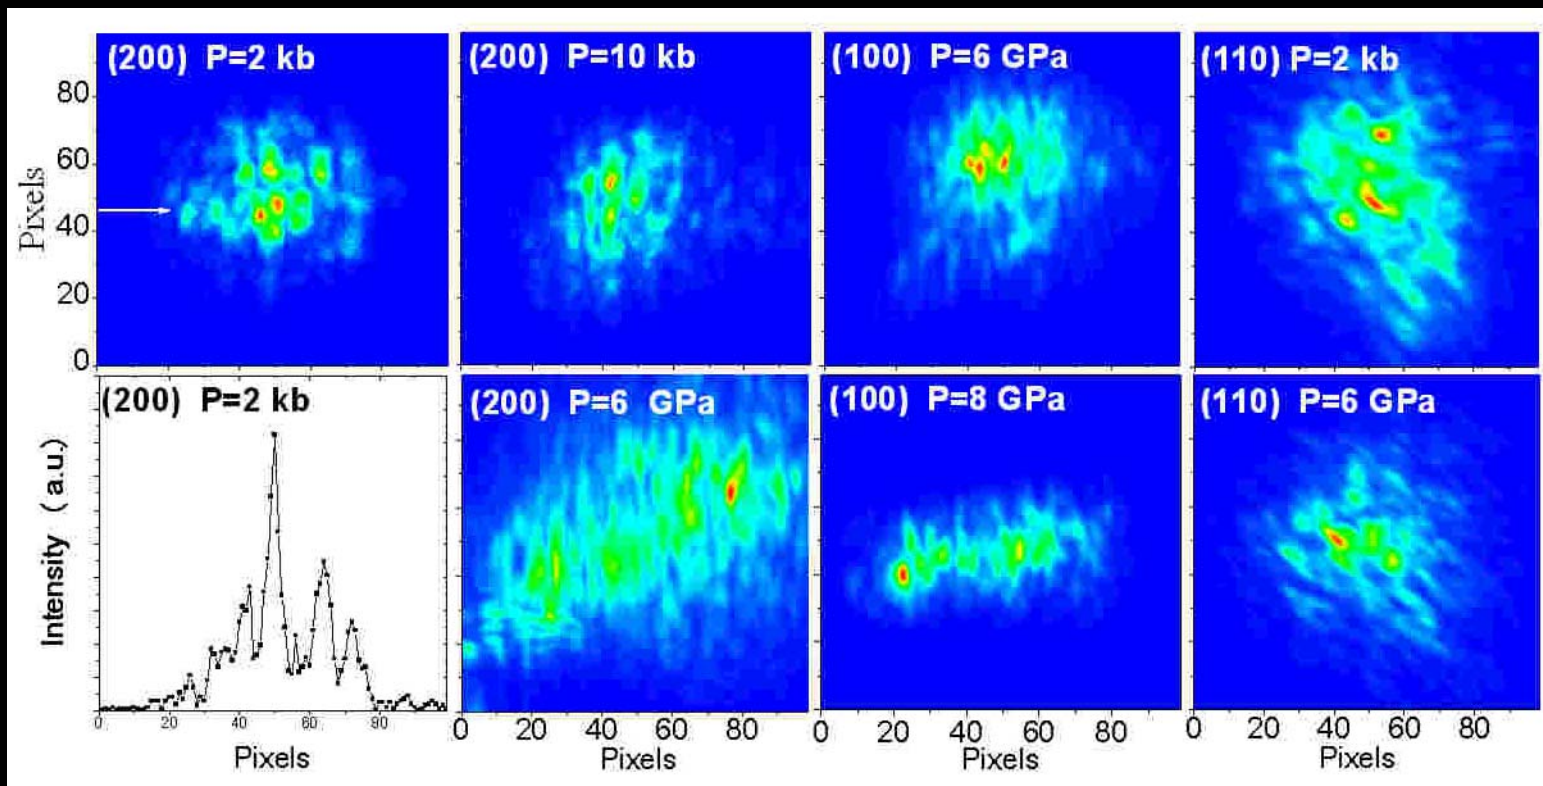 (200) P=2 kb
(200) P=10 kb
(100) P=6 GPa
(110) P=2 kb
80
60
40
20
0
Pixels
(200) P=2 kb
(200) P=6 GPa
(100) P=8 GPa
(110) P=6 GPa
Intensity (a.u.)
0 20 40 60 80
0 20 40 60 80
0 20 40 60 80
0 20 40 60 80
Pixels
Pixels
Pixels
Pixels